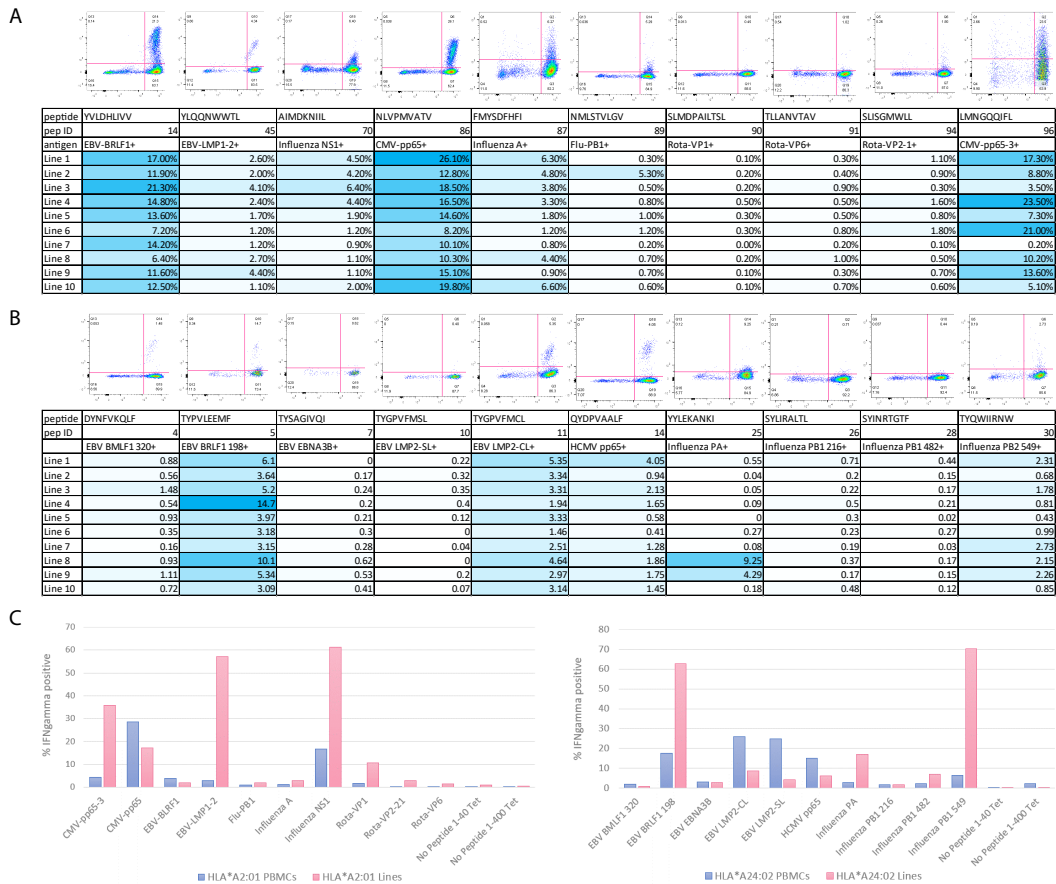 A
peptide YVLDHLIVV YLQQNWWTL AIMDKNIIL NLVPMVATV FMYSDFHFI NMLSTVLGV SLMDPAILTSL TLLANVTAV SLISGMWLL LMNGQQIFL
pep ID 14 45 70 86 87 89 90 91 94 96
antigen EBV-BRLF1+ EBV-LMP1-2+ Influenza NS1+ CMV-pp65+ Influenza A+ Flu-PB1+ Rota-VP1+ Rota-VP6+ Rota-VP2-1+ CMV-pp65-3+
Line 1 17.00% 2.60% 4.50% 26.10% 6.30% 0.30% 0.10% 0.30% 1.10% 17.30%
Line 2 11.90% 2.00% 4.20% 12.80% 4.80% 5.30% 0.20% 0.40% 0.90% 8.80%
Line 3 21.30% 4.10% 6.40% 18.50% 3.80% 0.50% 0.20% 0.90% 0.30% 3.50%
Line 4 14.80% 2.40% 4.40% 16.50% 3.30% 0.80% 0.50% 0.50% 1.60% 23.50%
Line 5 13.60% 1.70% 1.90% 14.60% 1.80% 1.00% 0.30% 0.50% 0.80% 7.30%
Line 6 7.20% 1.20% 1.20% 8.20% 1.20% 1.20% 0.30% 0.80% 1.80% 21.00%
Line 7 14.20% 1.20% 0.90% 10.10% 0.80% 0.20% 0.00% 0.20% 0.10% 0.20%
Line 8 6.40% 2.70% 1.10% 10.30% 4.40% 0.70% 0.20% 1.00% 0.50% 10.20%
Line 9 11.60% 4.40% 1.10% 15.10% 0.90% 0.70% 0.10% 0.30% 0.70% 13.60%
Line 10 12.50% 1.10% 2.00% 19.80% 6.60% 0.60% 0.10% 0.70% 0.60% 5.10%
B
peptide DYNFVKQLF TYPVLEEMF TYSAGIVQI TYGPVFMSL TYGPVFMCL QYDPVAALF YYLEKANKI SYLIRALTL SYINRTGTF TYQWIIRNW
pep ID 4 5 7 10 11 14 25 26 28 30
EBV BMLF1 320+ EBV BRLF1 198+ EBV EBNA3B+ EBV LMP2-SL+ EBV LMP2-CL+ HCMV pp65+ Influenza PA+ Influenza PB1 216+ Influenza PB1 482+ Influenza PB2 549+
Line 1 0.88 6.1 0 0.22 5.35 4.05 0.55 0.71 0.44 2.31
Line 2 0.56 3.64 0.17 0.32 3.34 0.94 0.04 0.2 0.15 0.68
Line 3 1.48 5.2 0.24 0.35 3.31 2.13 0.05 0.22 0.17 1.78
Line 4 0.54 14.7 0.2 0.4 1.94 1.65 0.09 0.5 0.21 0.81
Line 5 0.93 3.97 0.21 0.12 3.33 0.58 0 0.3 0.02 0.43
Line 6 0.35 3.18 0.3 0 1.46 0.41 0.27 0.23 0.27 0.99
Line 7 0.16 3.15 0.28 0.04 2.51 1.28 0.08 0.19 0.03 2.73
Line 8 0.93 10.1 0.62 0 4.64 1.86 9.25 0.37 0.17 2.15
Line 9 1.11 5.34 0.53 0.2 2.97 1.75 4.29 0.17 0.15 2.26
Line 10 0.72 3.09 0.41 0.07 3.14 1.45 0.18 0.48 0.12 0.85
C
% IFNgamma positive
70
60
50
40
30
20
10
0
CMV-pp65-3
CMV-pp65
EBV-BRLF1
EBV-LMP1-2
Flu-PB1
Influenza A
Influenza NS1
Rota-VP1
Rota-VP2-21
Rota-VP6
No Peptide 1-40 Tet
No Peptide 1-400 Tet
HLA*A2:01 PBMCs HLA*A2:01 Lines
% IFNgamma positive
80
70
60
50
40
30
20
10
0
EBV BMLF1 320
EBV BRLF1 198
EBV EBNA3B
EBV LMP2-CL
EBV LMP2-SL
HCMV pp65
Influenza PA
Influenza PB1 216
Influenza PB1 482
Influenza PB1 549
No Peptide 1-40 Tet
No Peptide 1-400 Tet
HLA*A24:02 PBMCs HLA*A24:02 Lines